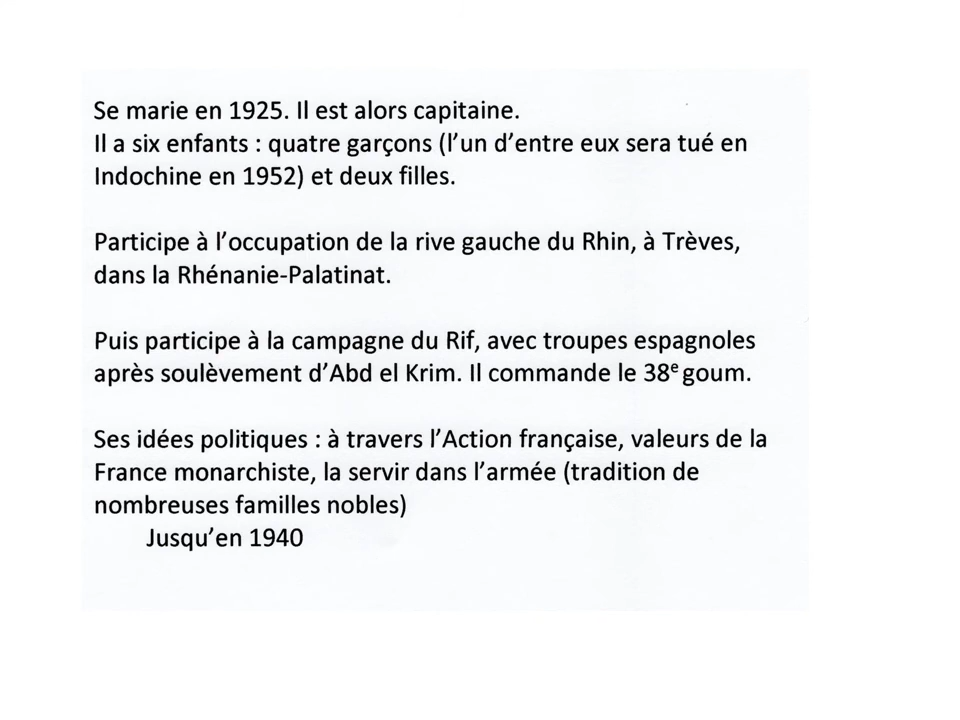 Se marie en 1925. Il est alors capitaine.
Il a six enfants : quatre garçons (l’un d’entre eux sera tué en
Indochine en 1952) et deux filles.
Participe à l’occupation de la rive gauche du Rhin, à Trèves,
dans la Rhénanie-Palatinat.
Puis participe à la campagne du Rif, avec troupes espagnoles
après soulèvement d’Abd el Krim. Il commande le 38e goum.
Ses idées politiques : à travers l’Action française, valeurs de la
France monarchiste, la servir dans l’armée (tradition de
nombreuses familles nobles)
Jusqu’en 1940